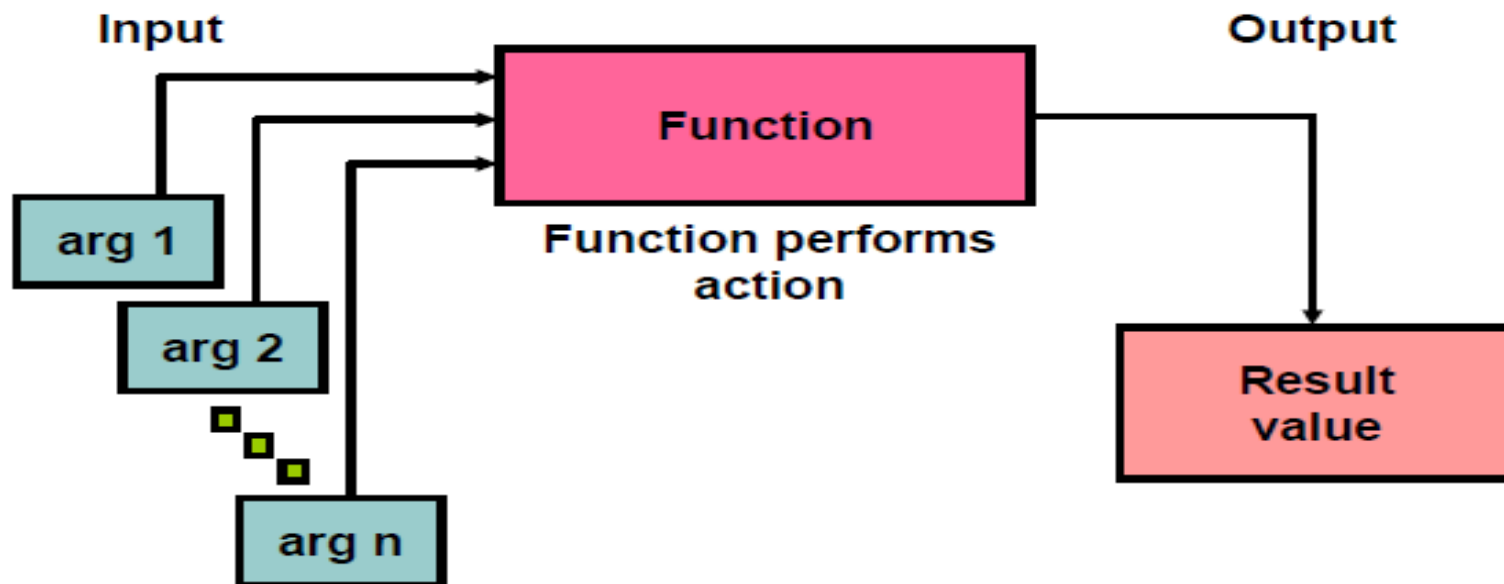 Input
Output
Function
arg 1
Function performs
action
arg 2
Result
value
arg n